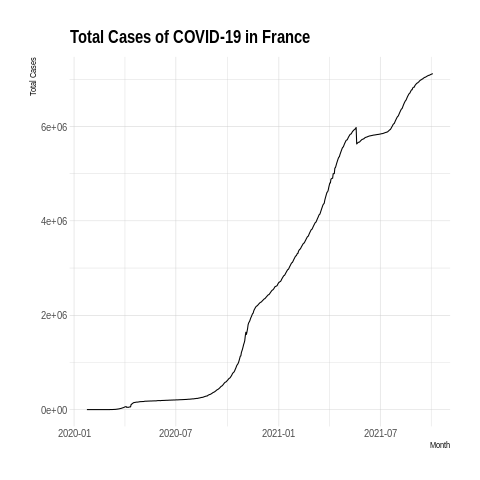 Total Cases of COVID-19 in France
Total Cases
6e+06
4e+06
2e+06
0e+00
2020-01 2020-07 2021-01 2021-07
Month